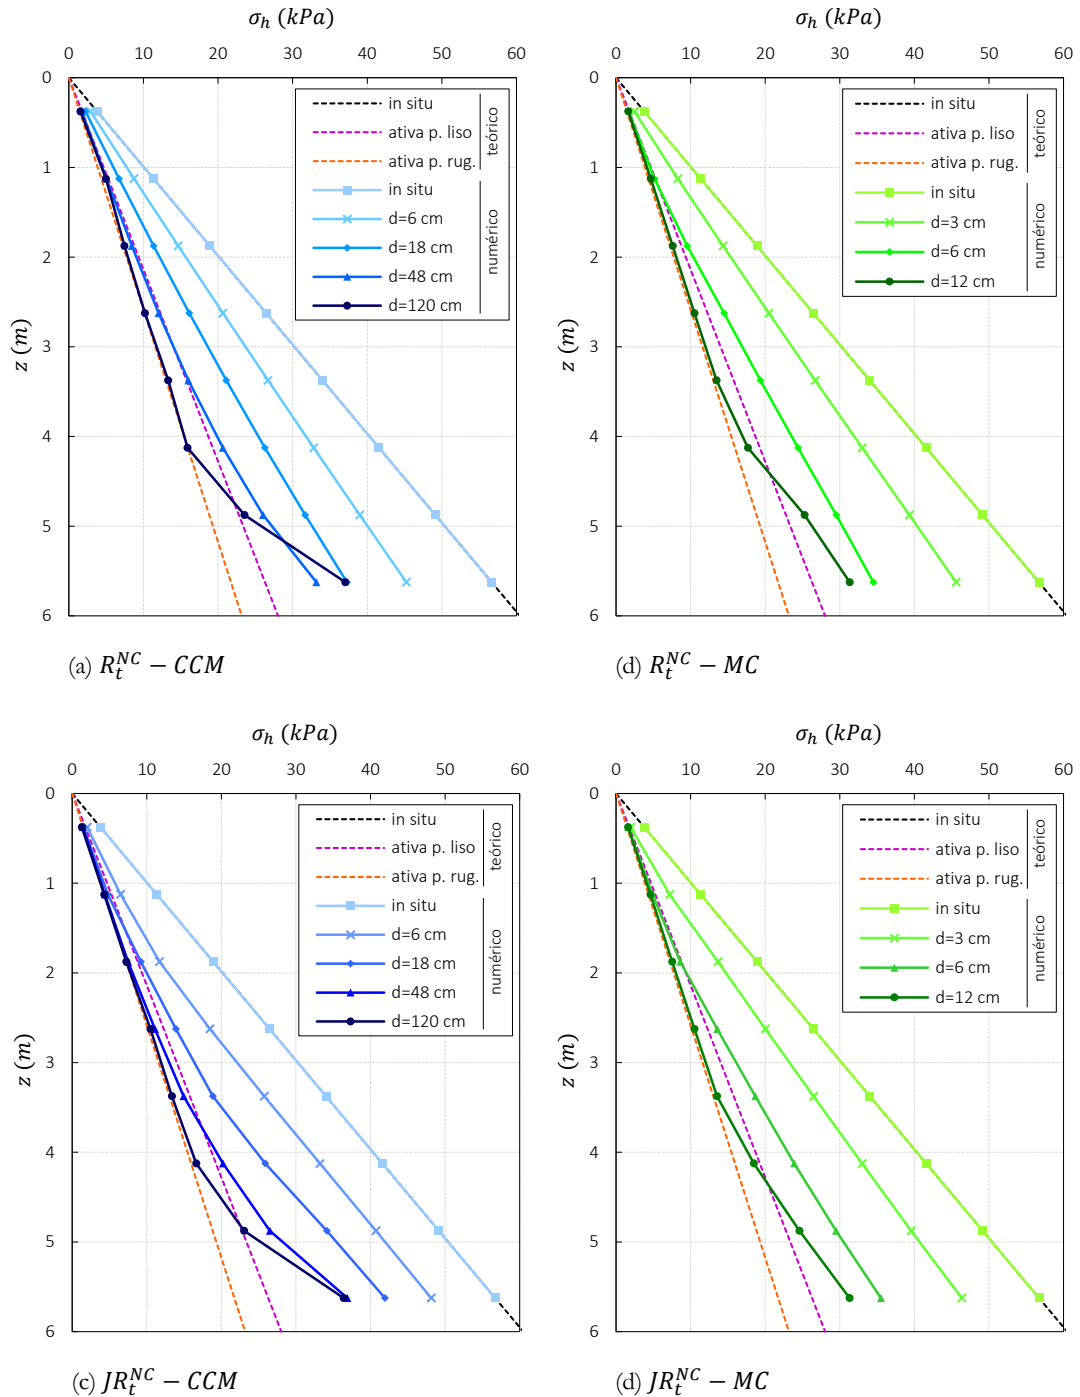 σh (kPa)
0 10 20 30 40 50 60
0
1
2
3
4
5
6
z (m)
in situ
ativa p. liso
ativa p. rug.
teórico
in situ
d=6 cm
d=18 cm
d=48 cm
d=120 cm
numérico
(a) R_t^NC − CCM
σh (kPa)
0 10 20 30 40 50 60
0
1
2
3
4
5
6
z (m)
in situ
ativa p. liso
ativa p. rug.
teórico
in situ
d=3 cm
d=6 cm
d=12 cm
numérico
(d) R_t^NC − MC
σh (kPa)
0 10 20 30 40 50 60
0
1
2
3
4
5
6
z (m)
in situ
ativa p. liso
ativa p. rug.
teórico
in situ
d=6 cm
d=18 cm
d=48 cm
d=120 cm
numérico
(c) JR_t^NC − CCM
σh (kPa)
0 10 20 30 40 50 60
0
1
2
3
4
5
6
z (m)
in situ
ativa p. liso
ativa p. rug.
teórico
in situ
d=3 cm
d=6 cm
d=12 cm
numérico
(d) JR_t^NC − MC